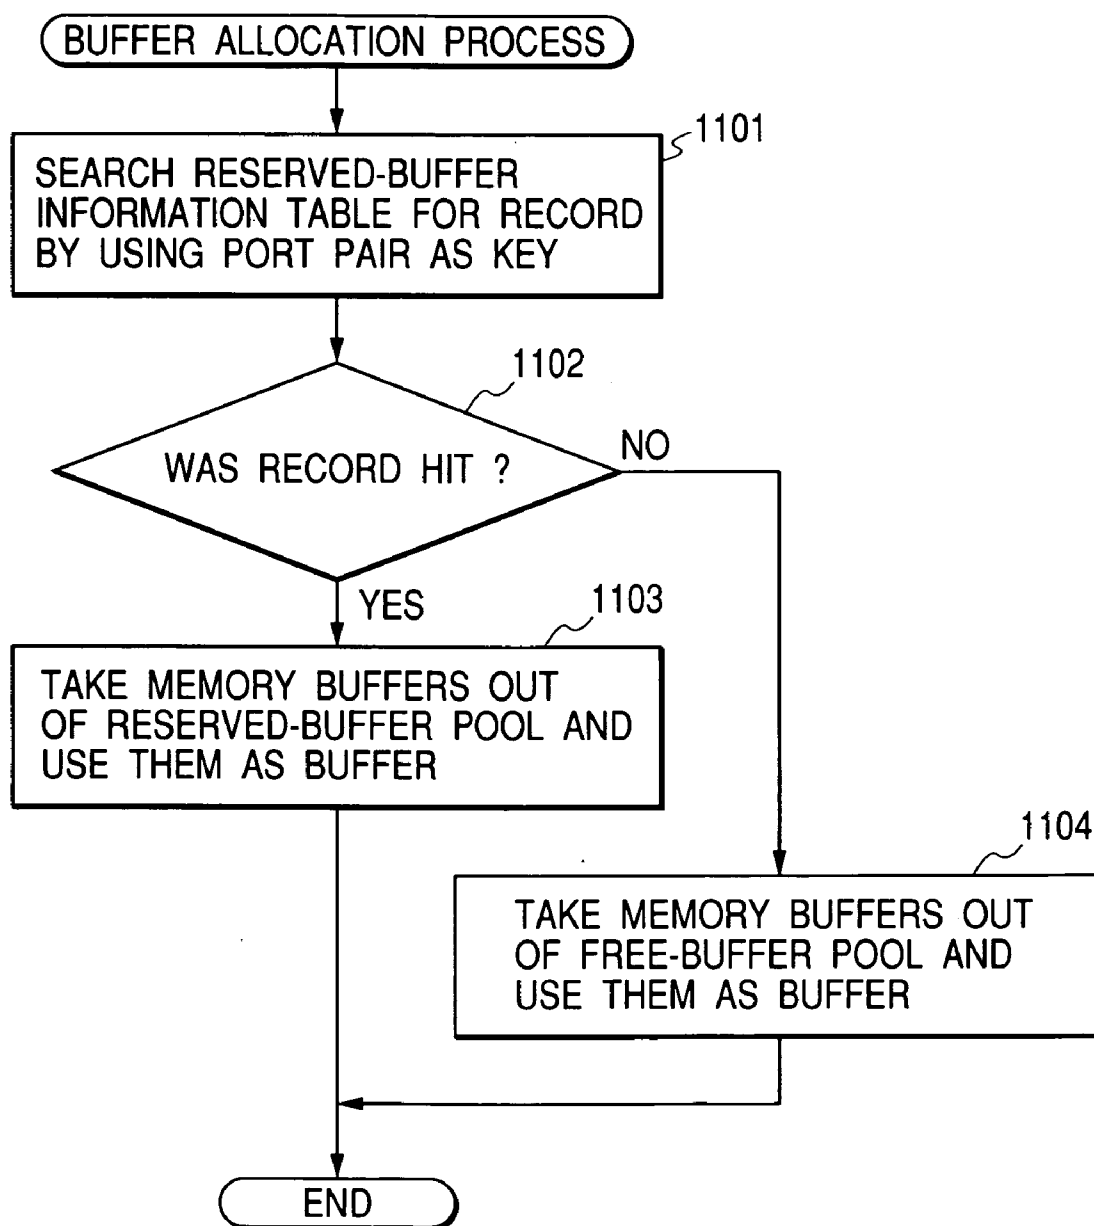 BUFFER ALLOCATION PROCESS
1101
SEARCH RESERVED-BUFFER
INFORMATION TABLE FOR RECORD
BY USING PORT PAIR AS KEY
1102
WAS RECORD HIT ?
NO
YES
1103
TAKE MEMORY BUFFERS OUT
OF RESERVED-BUFFER POOL AND
USE THEM AS BUFFER
1104
TAKE MEMORY BUFFERS OUT
OF FREE-BUFFER POOL AND
USE THEM AS BUFFER
END